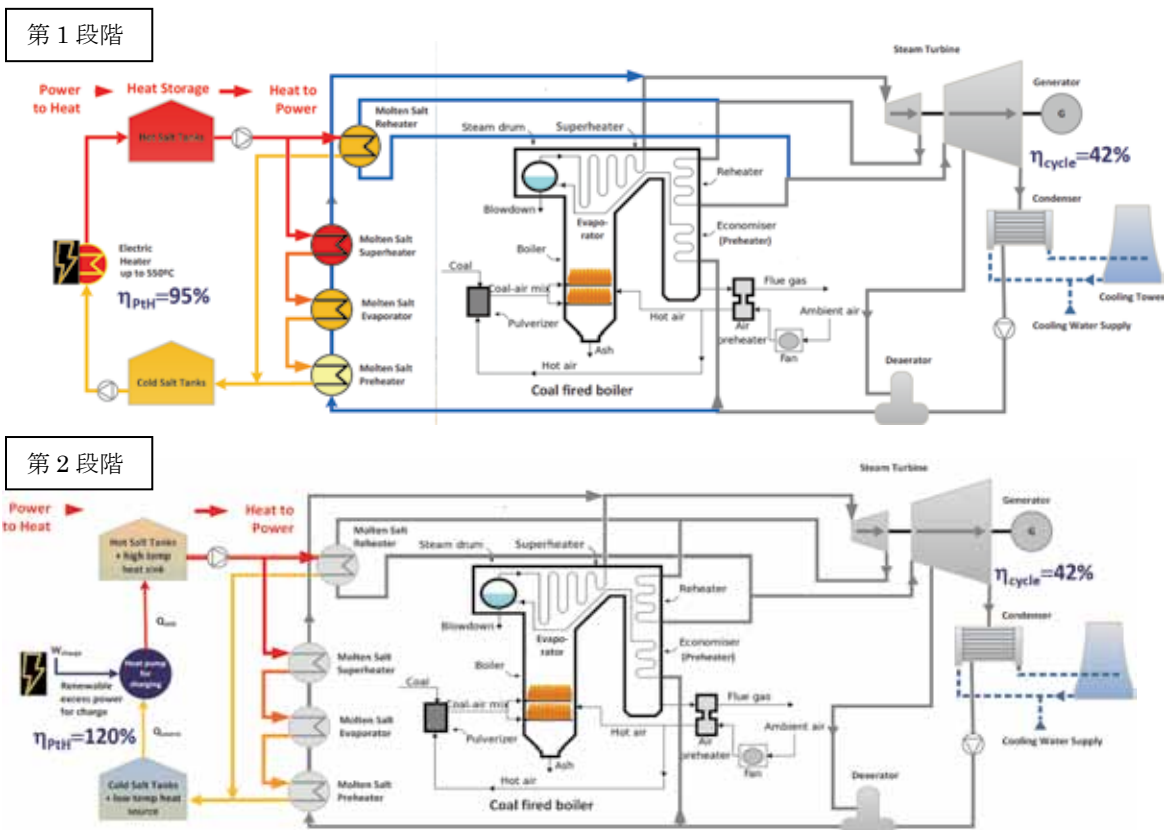 第1段階
Power
to Heat
Heat Storage
Heat to
Power
Hot Salt Tanks
Molten Salt
Reheater
Steam drum
Superheater
Steam Turbine
Generator
G
ηcycle=42%
Condenser
Reheater
Blowdown
Evapo-
rator
Economiser
(Preheater)
Electric
Heater
up to 550ºC
ηPtH=95%
Molten Salt
Superheater
Boiler
Coal
Coal-air mix
Flue gas
Cooling Tower
Molten Salt
Evaporator
Pulverizer
Hot air
Air
preheater
Ambient air
Fan
Cooling Water Supply
Cold Salt Tanks
Molten Salt
Preheater
Ash
Hot air
Coal fired boiler
Deaerator
第2段階
Power
to Heat
Heat to
Power
Hot Salt Tanks
+ high temp
heat sink
Molten Salt
Reheater
Steam drum
Superheater
Steam Turbine
Generator
G
ηcycle=42%
Condenser
Reheater
Blowdown
Evapo-
rator
Economiser
(Preheater)
Wcharge
Heat pump
for
charging
Renewable
excess power
for charge
ηPtH=120%
Molten Salt
Superheater
Boiler
Coal
Coal-air mix
Flue gas
Molten Salt
Evaporator
Pulverizer
Hot air
Air
preheater
Ambient air
Fan
Cooling Water Supply
Cold Salt Tanks
+ low temp heat
source
Molten Salt
Preheater
Ash
Hot air
Coal fired boiler
Deaerator